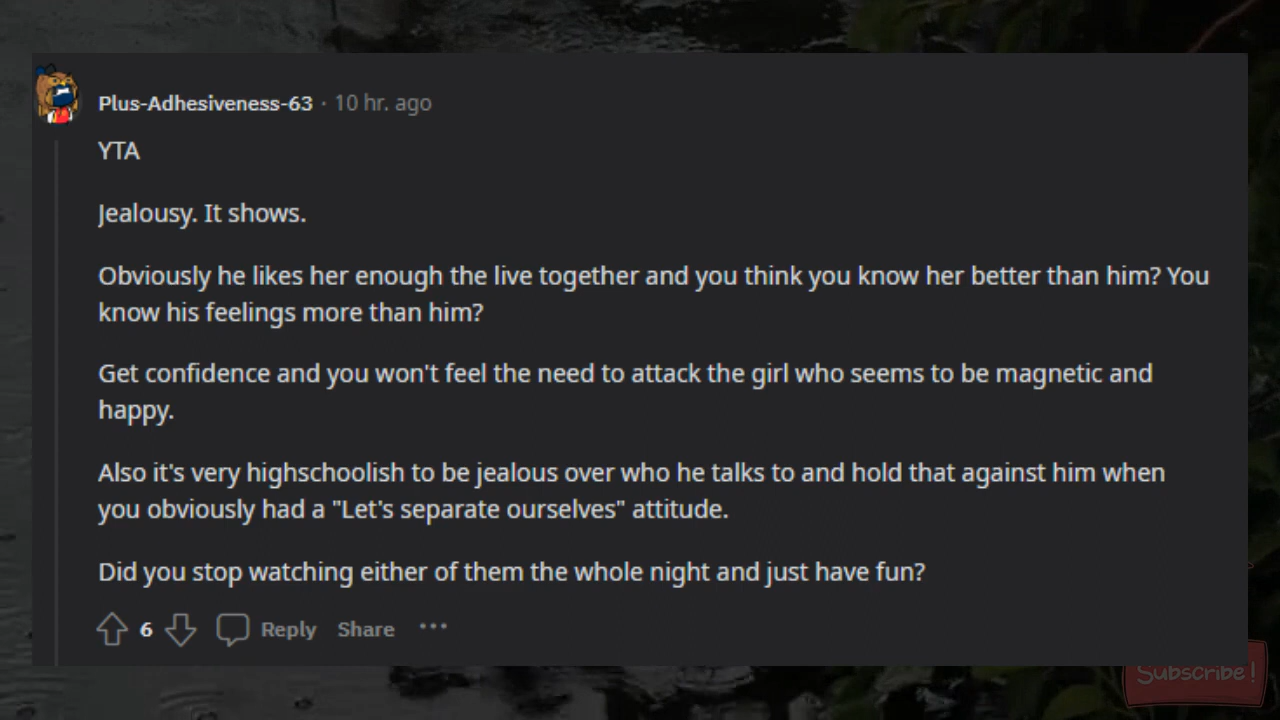 Plus-Adhesiveness-63 · 10 hr. ago
YTA
Jealousy. It shows.
Obviously he likes her enough the live together and you think you know her better than him? You
know his feelings more than him?
Get confidence and you won't feel the need to attack the girl who seems to be magnetic and
happy.
Also it's very highschoolish to be jealous over who he talks to and hold that against him when
you obviously had a "Let's separate ourselves" attitude.
Did you stop watching either of them the whole night and just have fun?
6 Reply Share ···
Subscribe!